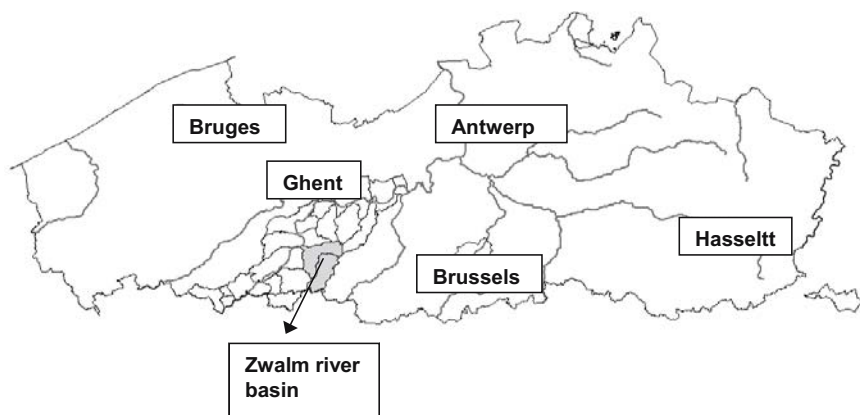 Bruges
Antwerp
Ghent
Hasseltt
Brussels
Zwalm river
basin